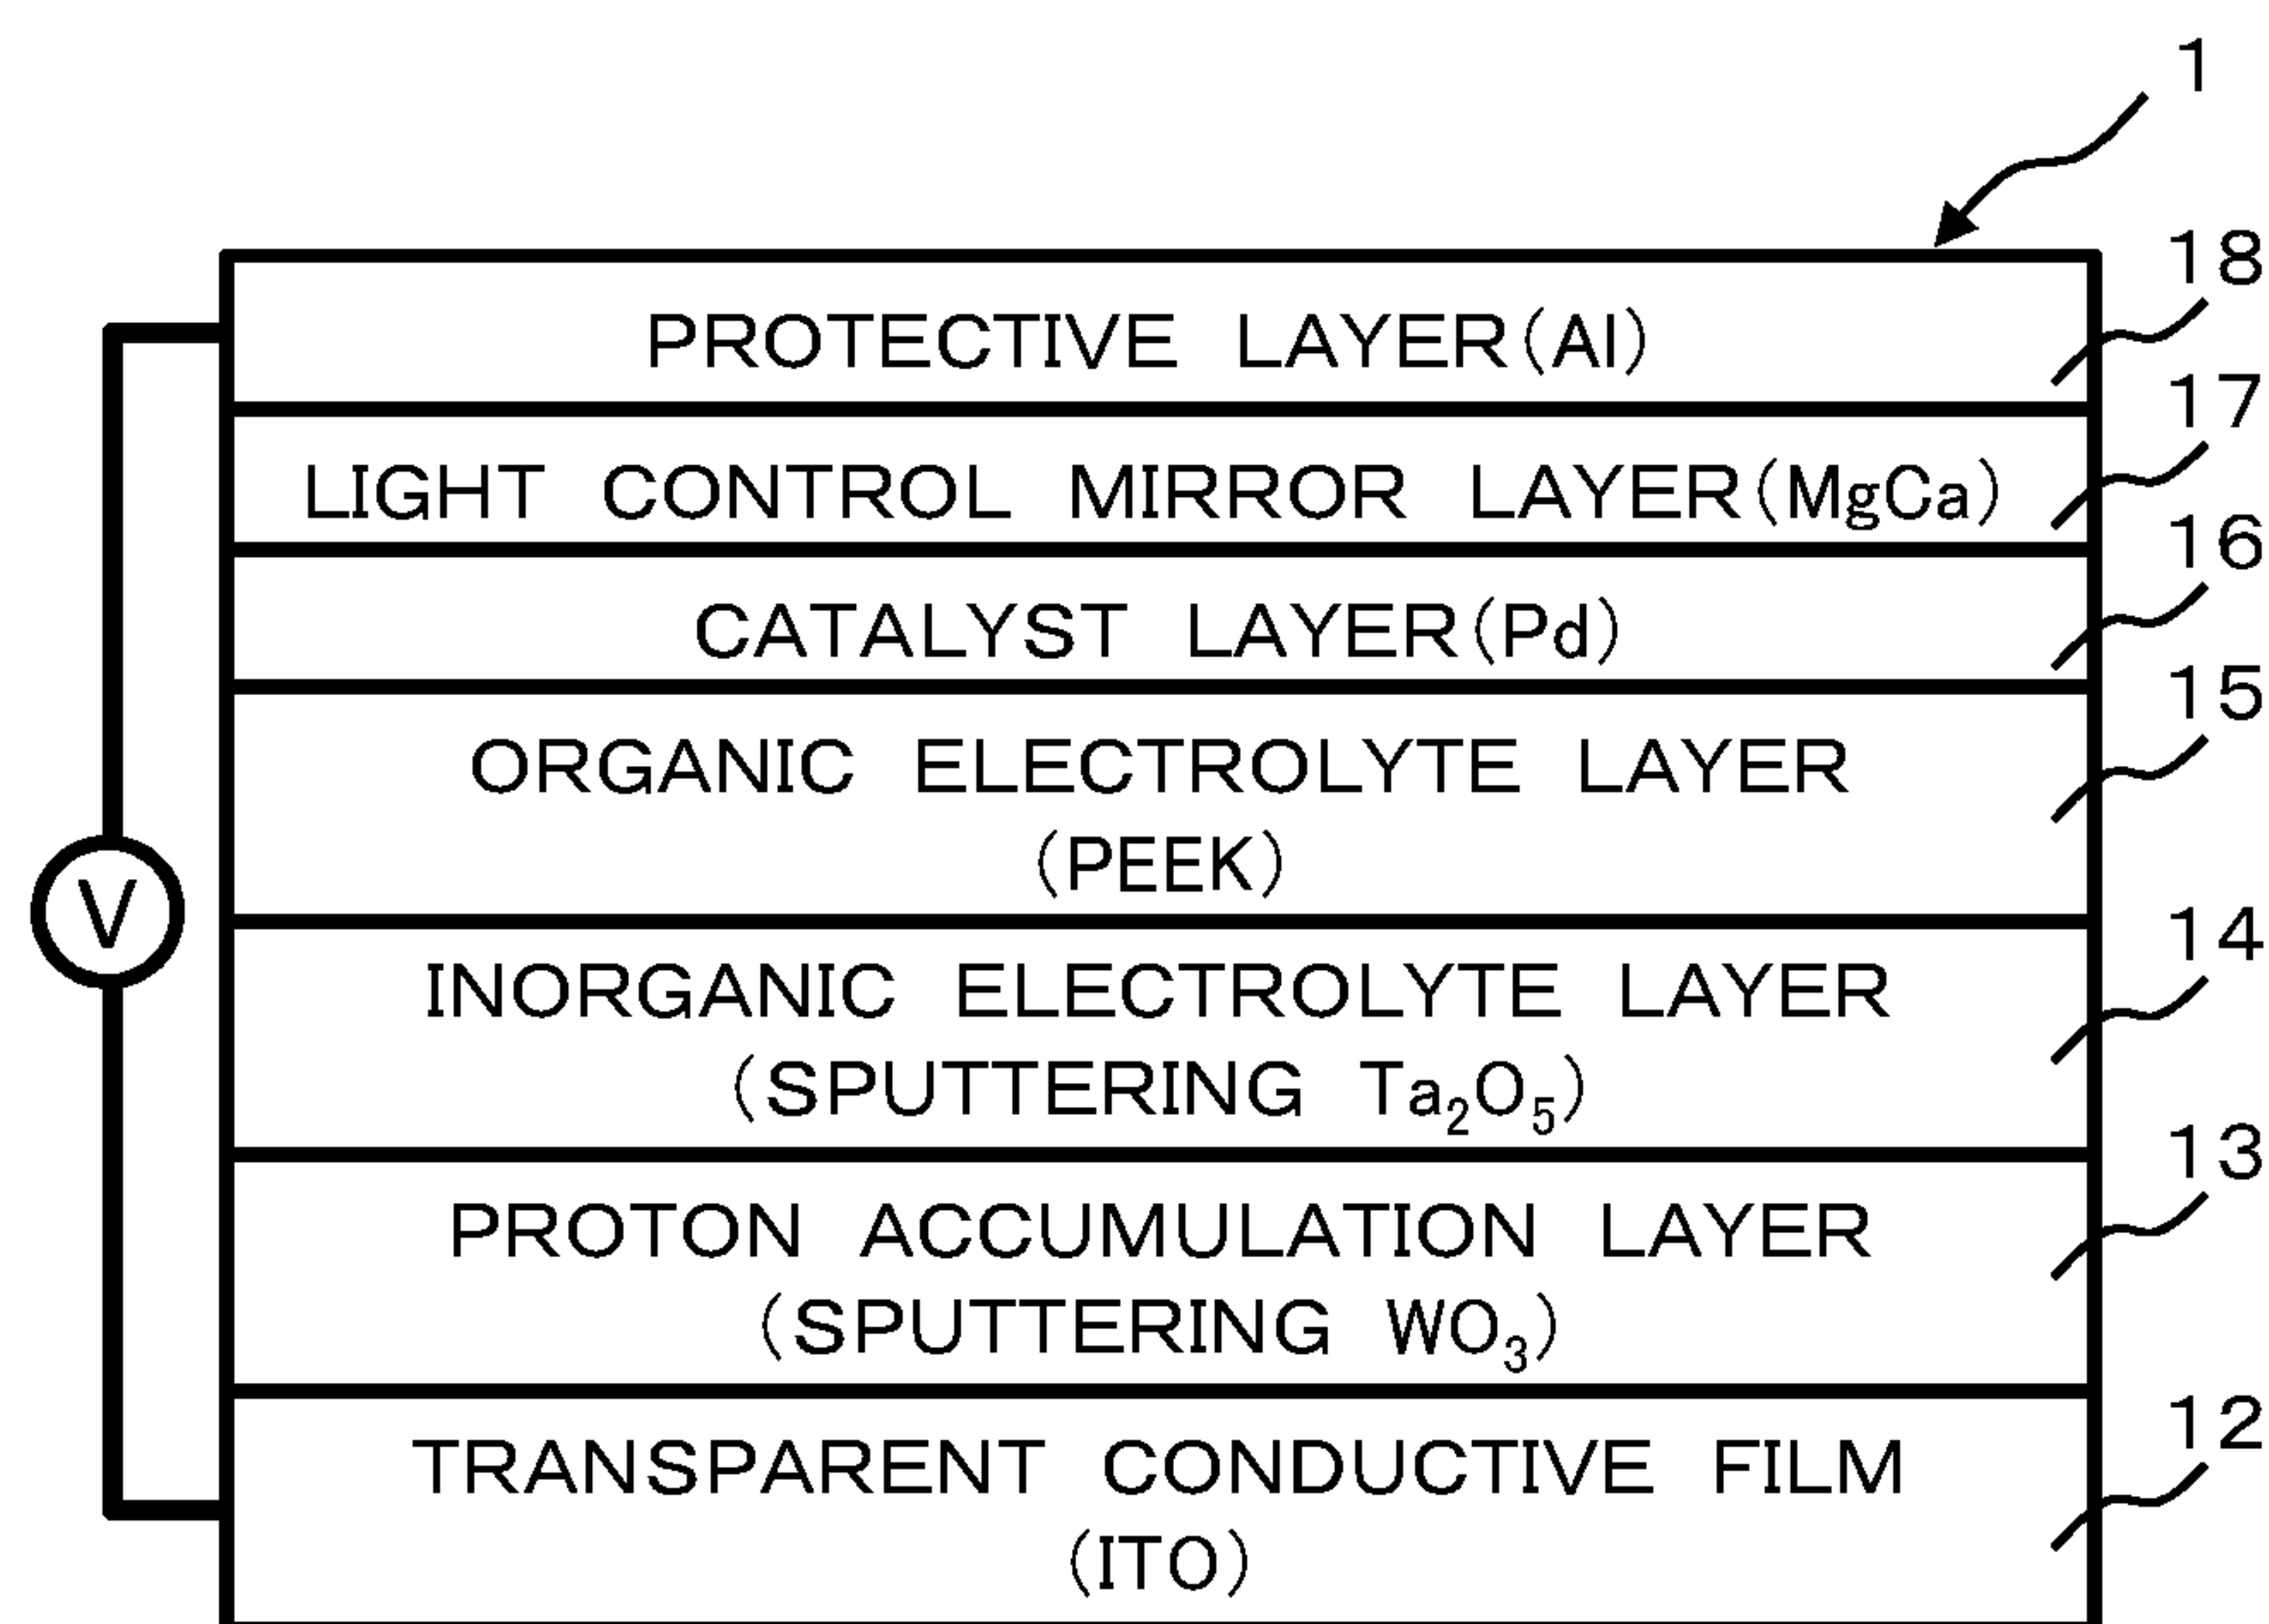 1
18
PROTECTIVE LAYER(Al)
17
LIGHT CONTROL MIRROR LAYER(MgCa)
16
CATALYST LAYER(Pd)
15
ORGANIC ELECTROLYTE LAYER
(PEEK)
V
14
INORGANIC ELECTROLYTE LAYER
(SPUTTERING Ta₂O₅)
13
PROTON ACCUMULATION LAYER
(SPUTTERING WO₃)
12
TRANSPARENT CONDUCTIVE FILM
(ITO)